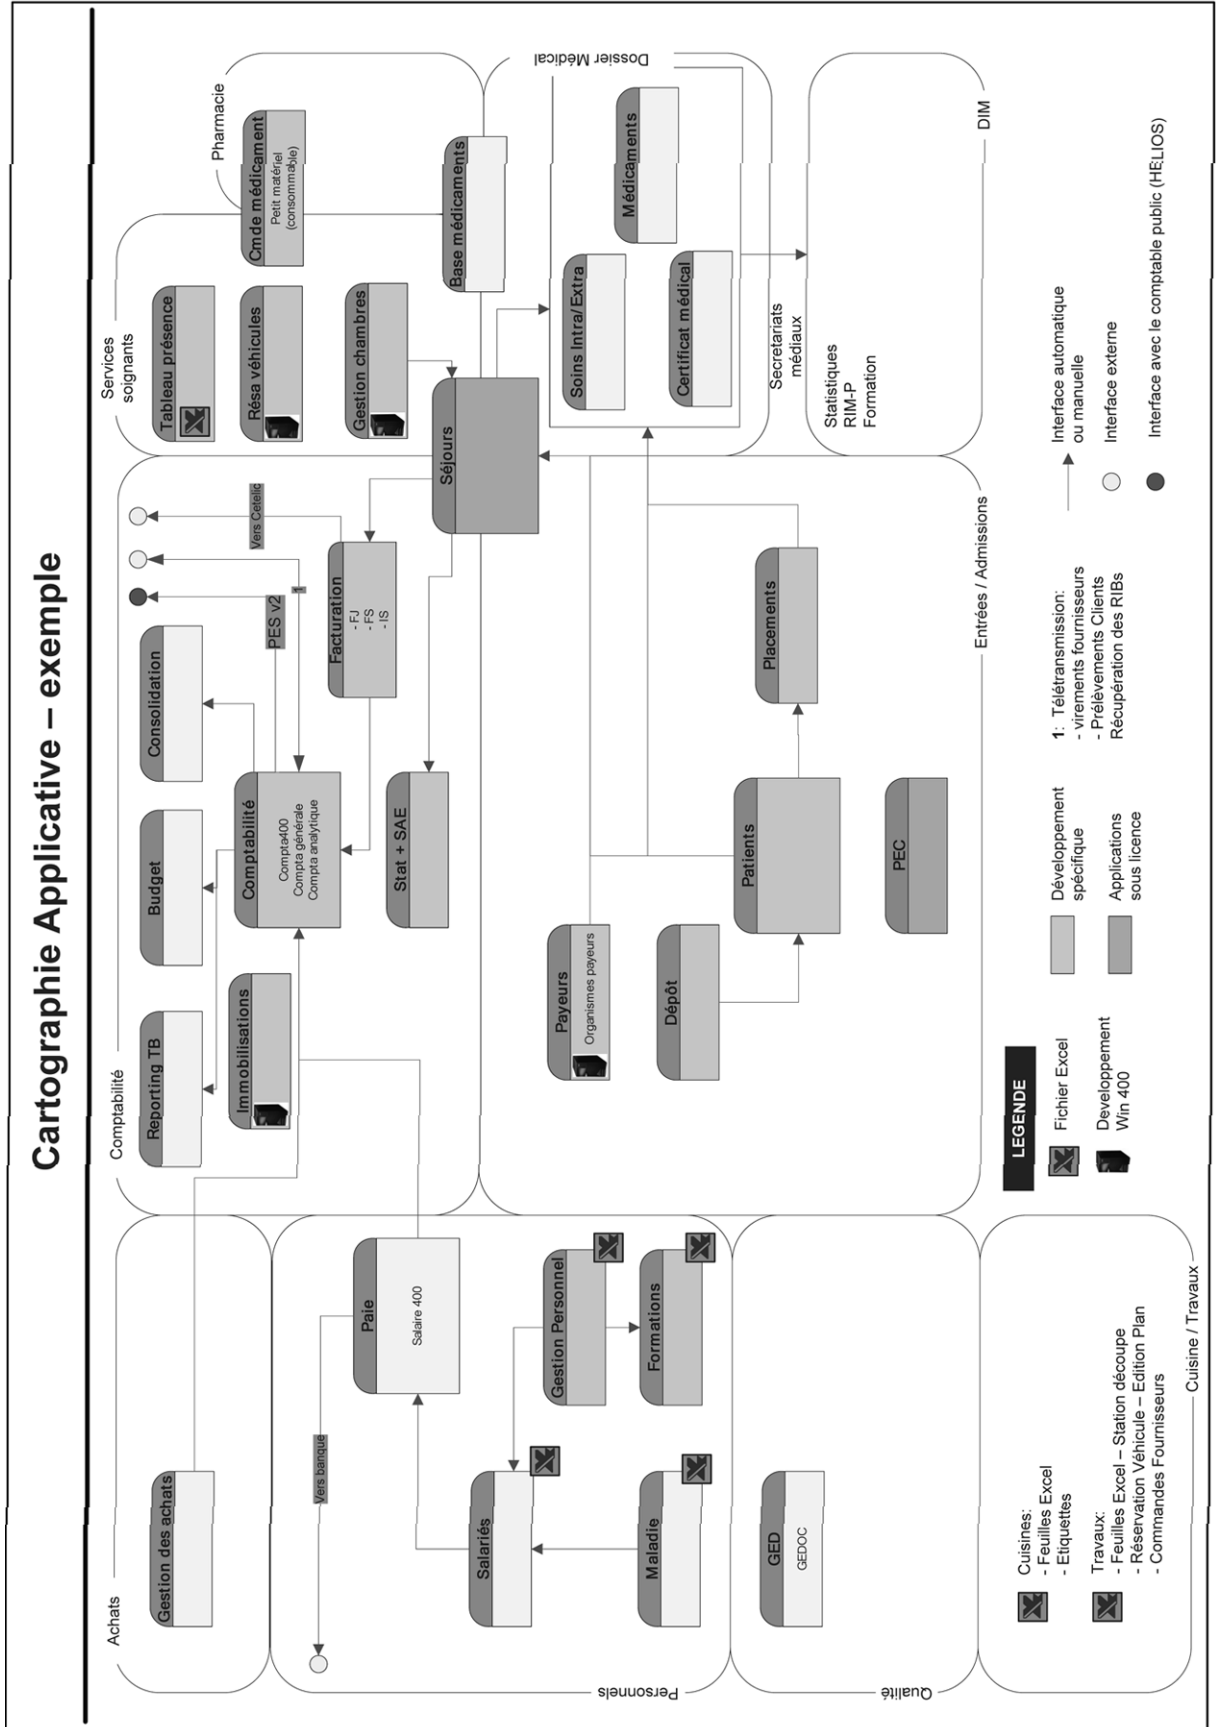 Cartographie Applicative – exemple
Achats
Gestion des achats
Personnels
Vers banque
Paie
Salaire 400
Salariés
Gestion Personnel
Maladie
Formations
Qualité
GED
GEDOC
Cuisine / Travaux
Cuisines:
- Feuilles Excel
- Etiquettes
Travaux:
- Feuilles Excel – Station découpe
- Réservation Véhicule – Edition Plan
- Commandes Fournisseurs
Comptabilité
Reporting TB
Budget
Consolidation
Immobilisations
Comptabilité
Compta400
Compta générale
Compta analytique
PES v2
1
Vers Cetelic
Facturation
- FJ
- FS
- IS
Stat + SAE
Séjours
Entrées / Admissions
Payeurs
Organismes payeurs
Dépôt
Patients
Placements
PEC
Services
soignants
Tableau présence
Résa véhicules
Gestion chambres
Pharmacie
Cmde médicament
Petit matériel
(consommable)
Base médicaments
Dossier Médical
Soins Intra/Extra
Médicaments
Certificat médical
Secretariats
médiaux
Statistiques
RIM-P
Formation
DIM
LEGENDE
Fichier Excel
Developpement
Win 400
Développement
spécifique
Applications
sous licence
1: Télétransmission:
- virements fournisseurs
- Prélèvements Clients
Récupération des RIBs
Interface automatique
ou manuelle
Interface externe
Interface avec le comptable public (HELIOS)